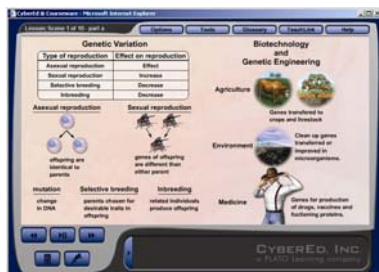 CyberEd & Courseware - Microsoft Internet Explorer
Lesson: Scene 1 of 10 part a
Options
Tools
Glossary
TeachLink
Help
Genetic Variation
Type of reproduction
Effect on reproduction
Asexual reproduction
Effect
Sexual reproduction
Increase
Selective breeding
Decrease
Inbreeding
Decrease
Asexual reproduction
offspring are
identical to
parents
Sexual reproduction
genes of offspring
are different than
either parent
mutation
change
in DNA
Selective breeding
parents chosen for
desirable traits in
offspring
Inbreeding
related individuals
produce offspring
Biotechnology
and
Genetic Engineering
Agriculture
Genes transfered to
crops and livestock
Environment
Clean up genes
transferred or
improved in
microorganisms.
Medicine
Genes for production
of drugs, vaccines and
fuctioning proteins.
CYBERED, INC
a PLATO Learning company